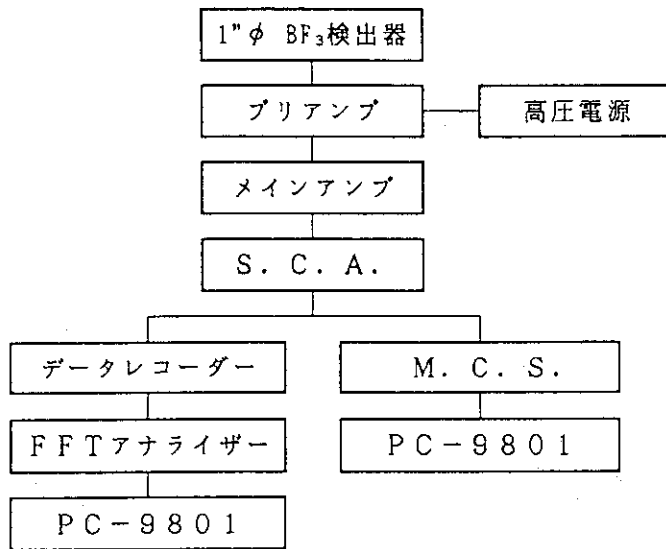 1"φ BF₃検出器
プリアンプ
高圧電源
メインアンプ
S. C. A.
データレコーダー
M. C. S.
FFTアナライザー
PC-9801
PC-9801